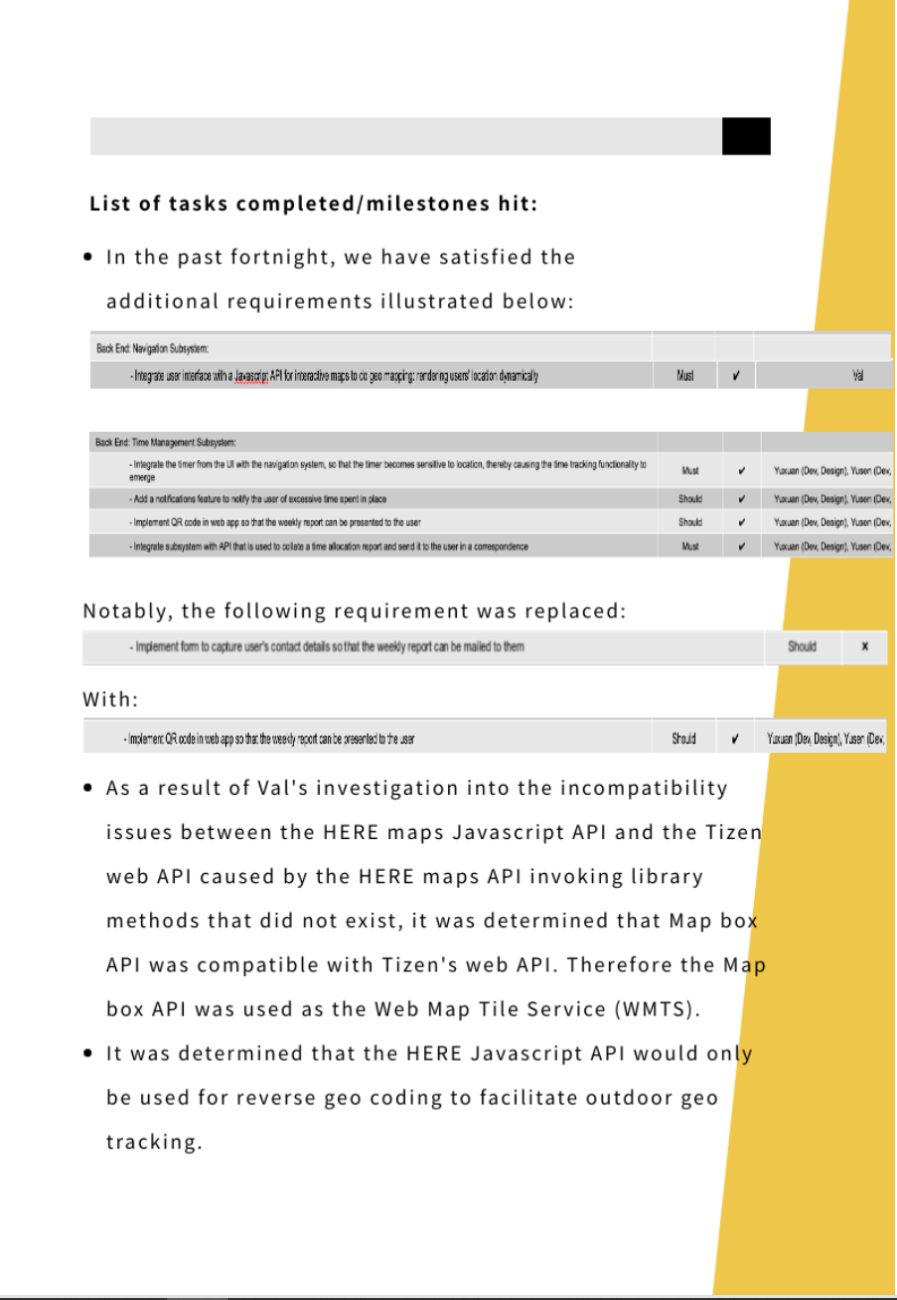 List of tasks completed/milestones hit:
• In the past fortnight, we have satisfied the
additional requirements illustrated below:
Back End: Navigation Subsystem:
- Integrate user interface with a Javascript API for interactive maps to do geo mapping: rendering users' location dynamically Must ✔ Val
Back End: Time Management Subsystem:
- Integrate the timer from the UI with the navigation system, so that the timer becomes sensitive to location, thereby causing the time tracking functionality to
emerge Must ✔ Yuxuan (Dev, Design), Yusen (Dev,
- Add a notifications feature to notify the user of excessive time spent in place Should ✔ Yuxuan (Dev, Design), Yusen (Dev,
- Implement QR code in web app so that the weekly report can be presented to the user Should ✔ Yuxuan (Dev, Design), Yusen (Dev,
- Integrate subsystem with API that is used to collate a time allocation report and send it to the user in a correspondence Must ✔ Yuxuan (Dev, Design), Yusen (Dev,
Notably, the following requirement was replaced:
- Implement form to capture user's contact details so that the weekly report can be mailed to them Should ✗
With:
- Implement QR code in web app so that the weekly report can be presented to the user Should ✔ Yuxuan (Dev, Design), Yusen (Dev,
• As a result of Val's investigation into the incompatibility
issues between the HERE maps Javascript API and the Tizen
web API caused by the HERE maps API invoking library
methods that did not exist, it was determined that Map box
API was compatible with Tizen's web API. Therefore the Map
box API was used as the Web Map Tile Service (WMTS).
• It was determined that the HERE Javascript API would only
be used for reverse geo coding to facilitate outdoor geo
tracking.